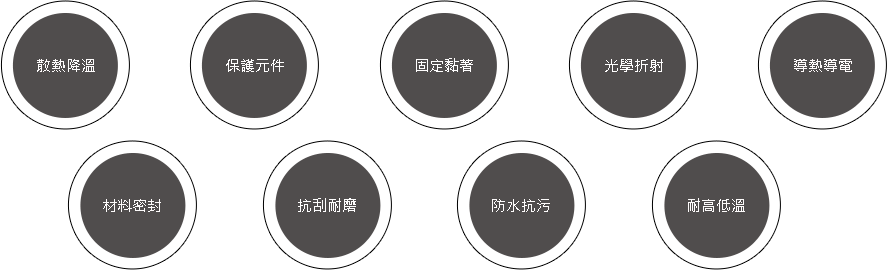 散熱降溫
保護元件
固定黏著
光學折射
導熱導電
材料密封
抗刮耐磨
防水抗污
耐高低溫